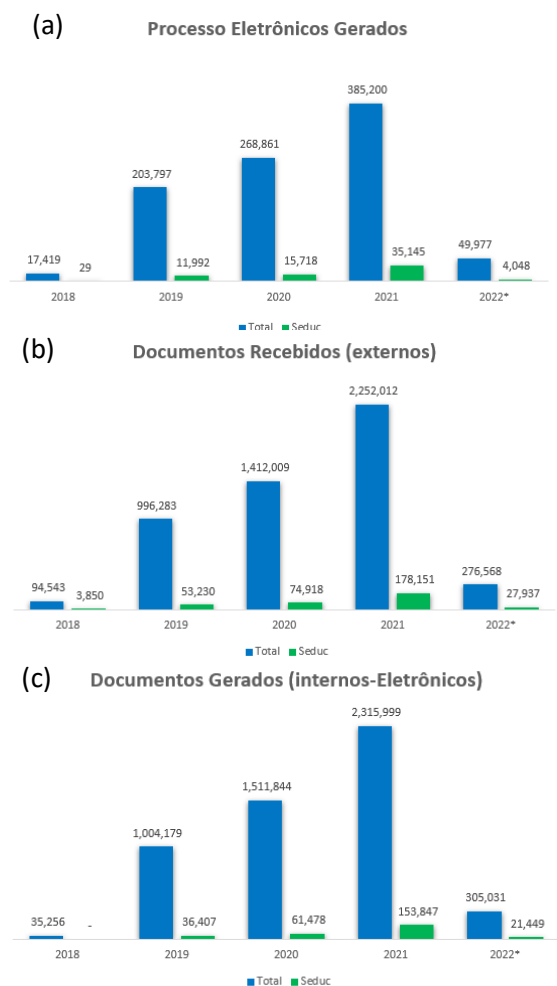 (a)
Processo Eletrônicos Gerados
385,200
268,861
203,797
17,419
29
11,992
15,718
35,145
49,977
4,048
2018 2019 2020 2021 2022*
Total Seduc
(b)
Documentos Recebidos (externos)
2,252,012
1,412,009
996,283
94,543
3,850
53,230
74,918
178,151
276,568
27,937
2018 2019 2020 2021 2022*
Total Seduc
(c)
Documentos Gerados (internos-Eletrônicos)
2,315,999
1,511,844
1,004,179
35,256
-
36,407
61,478
153,847
305,031
21,449
2018 2019 2020 2021 2022*
Total Seduc